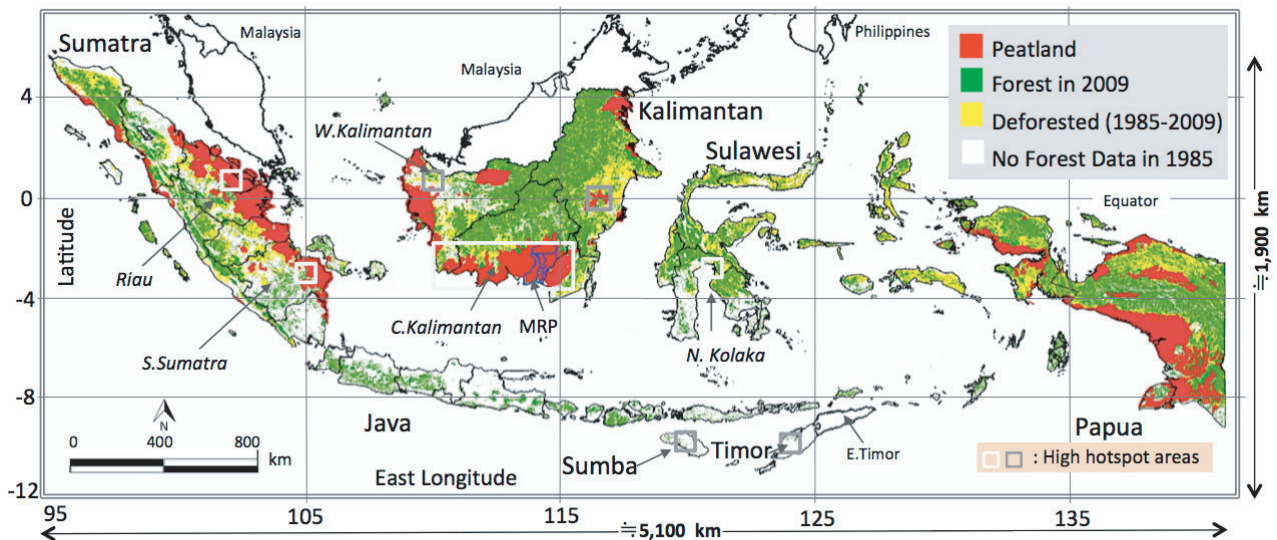 Sumatra
Malaysia
Philippines
Malaysia
Kalimantan
W.Kalimantan
Sulawesi
Peatland
Forest in 2009
Deforested (1985-2009)
No Forest Data in 1985
4
0
-4
-8
-12
Latitude
Equator
Riau
S.Sumatra
C.Kalimantan
MRP
N. Kolaka
N
0 400 800
km
Java
East Longitude
Sumba
Timor
E.Timor
Papua
: High hotspot areas
95 105 115 125 135
≒5,100 km
≒1,900 km